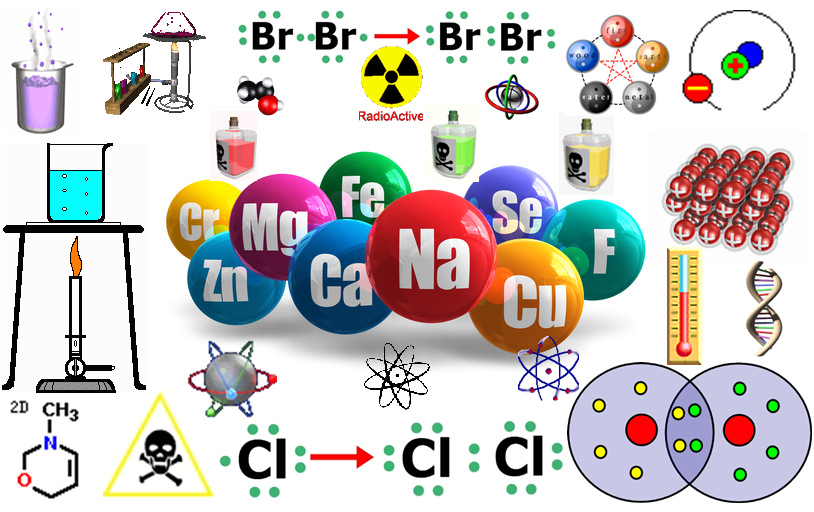 Br Br Br Br
RadioActive
fire
wood
earth
water
metal
Cr
Mg
Fe
Se
F
Zn
Ca
Na
Cu
2D
CH₃
N
O
Cl Cl Cl